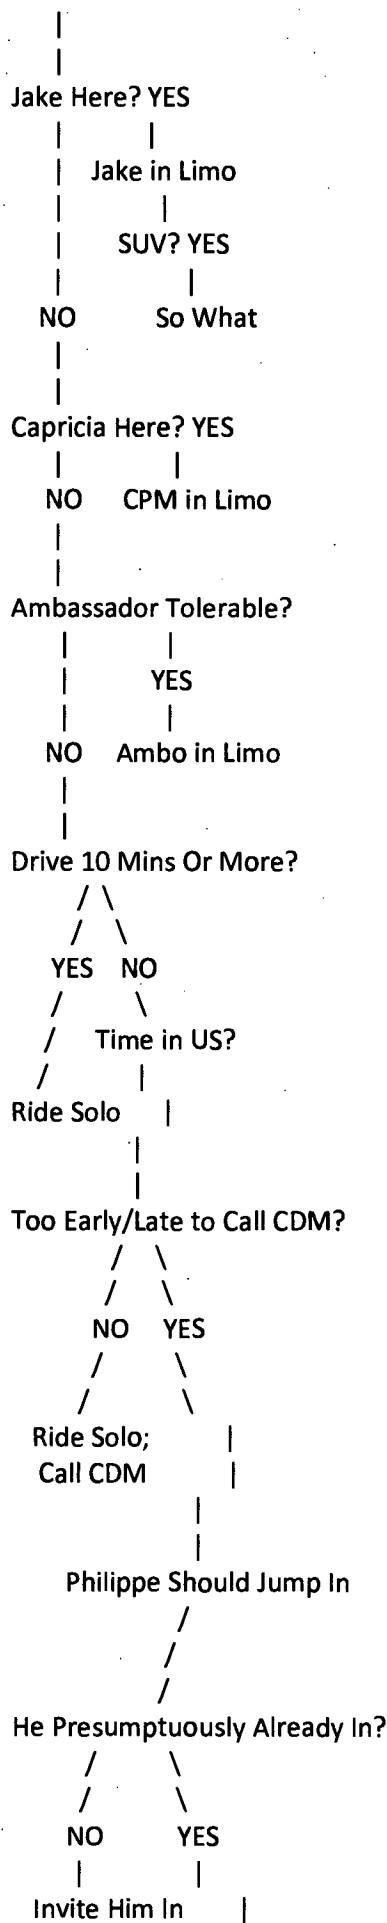 Jake Here? YES
Jake in Limo
SUV? YES
NO So What
Capricia Here? YES
NO CPM in Limo
Ambassador Tolerable?
YES
NO Ambo in Limo
Drive 10 Mins Or More?
YES NO
Time in US?
Ride Solo
Too Early/Late to Call CDM?
NO YES
Ride Solo;
Call CDM
Philippe Should Jump In
He Presumptuously Already In?
NO YES
Invite Him In